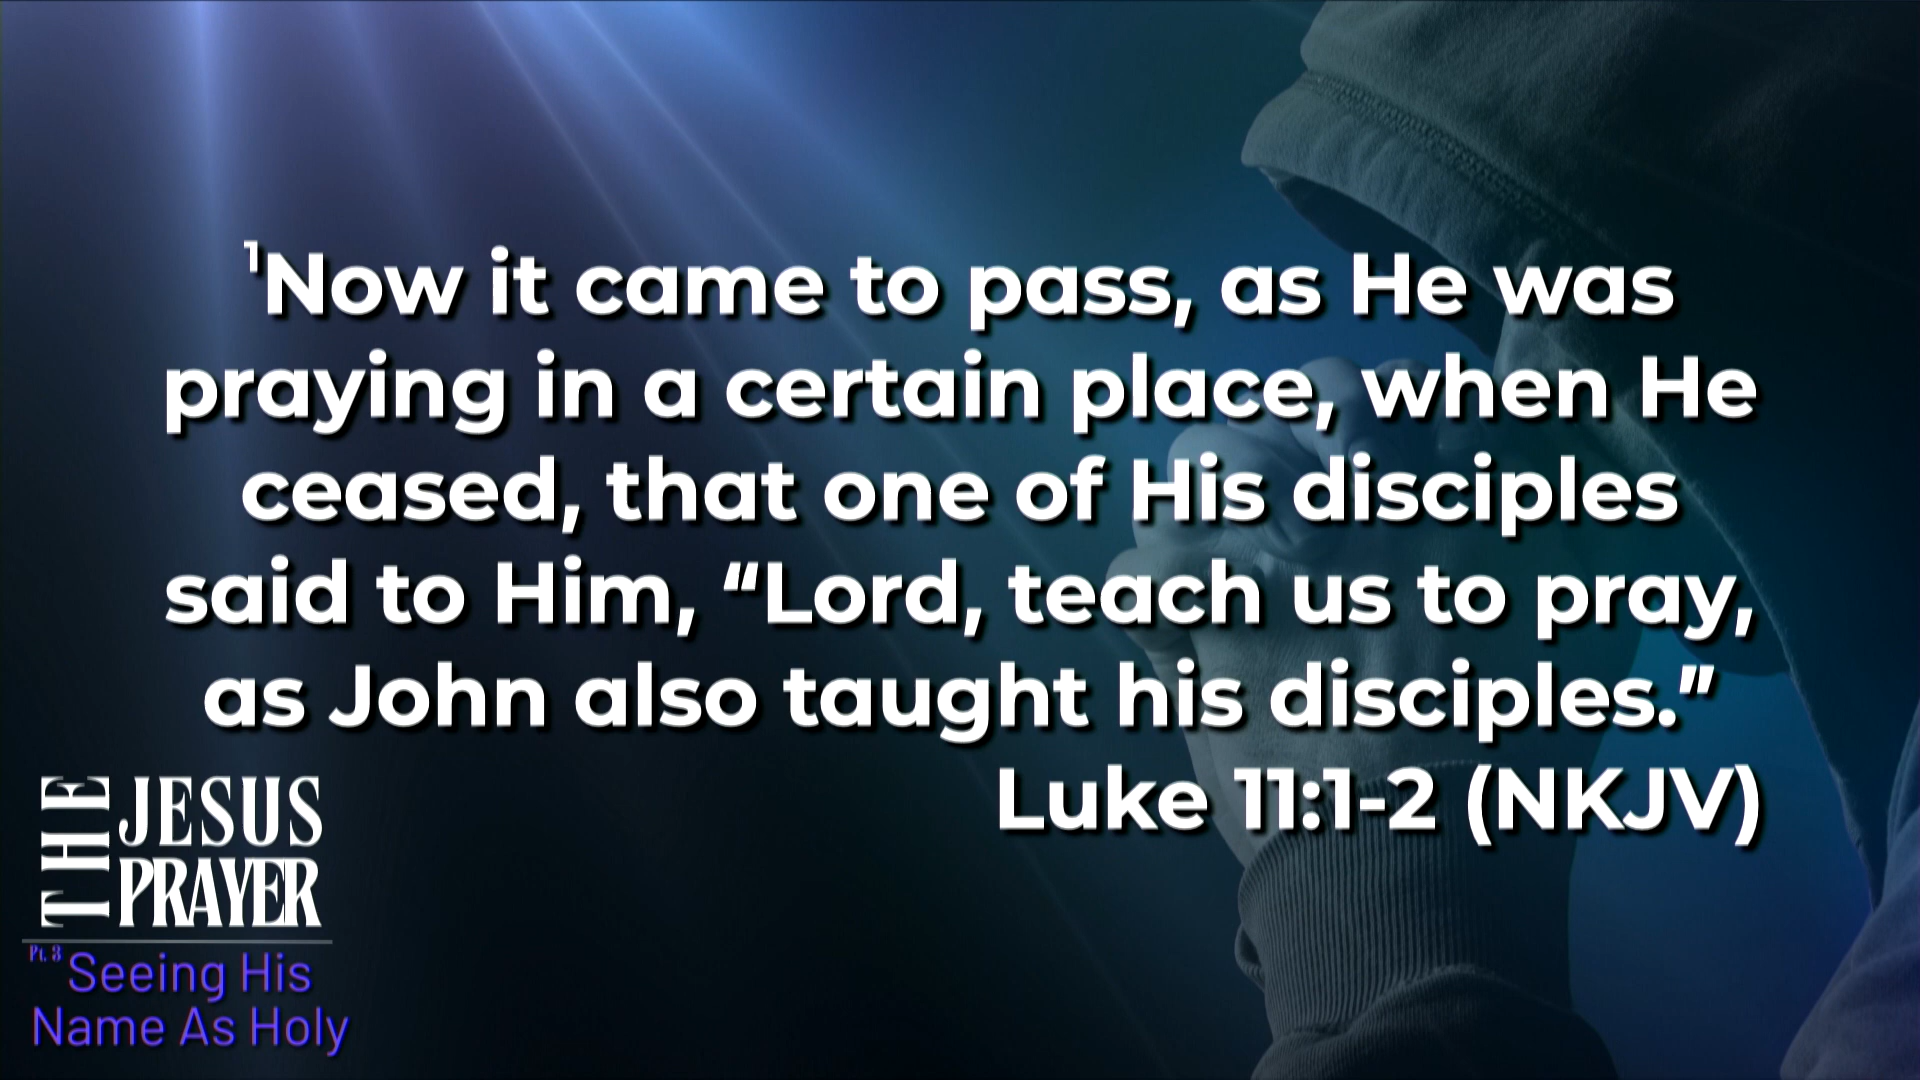 ¹Now it came to pass, as He was
praying in a certain place, when He
ceased, that one of His disciples
said to Him, “Lord, teach us to pray,
as John also taught his disciples.”
Luke 11:1-2 (NKJV)
THE JESUS
PRAYER
Pt. 3 Seeing His
Name As Holy